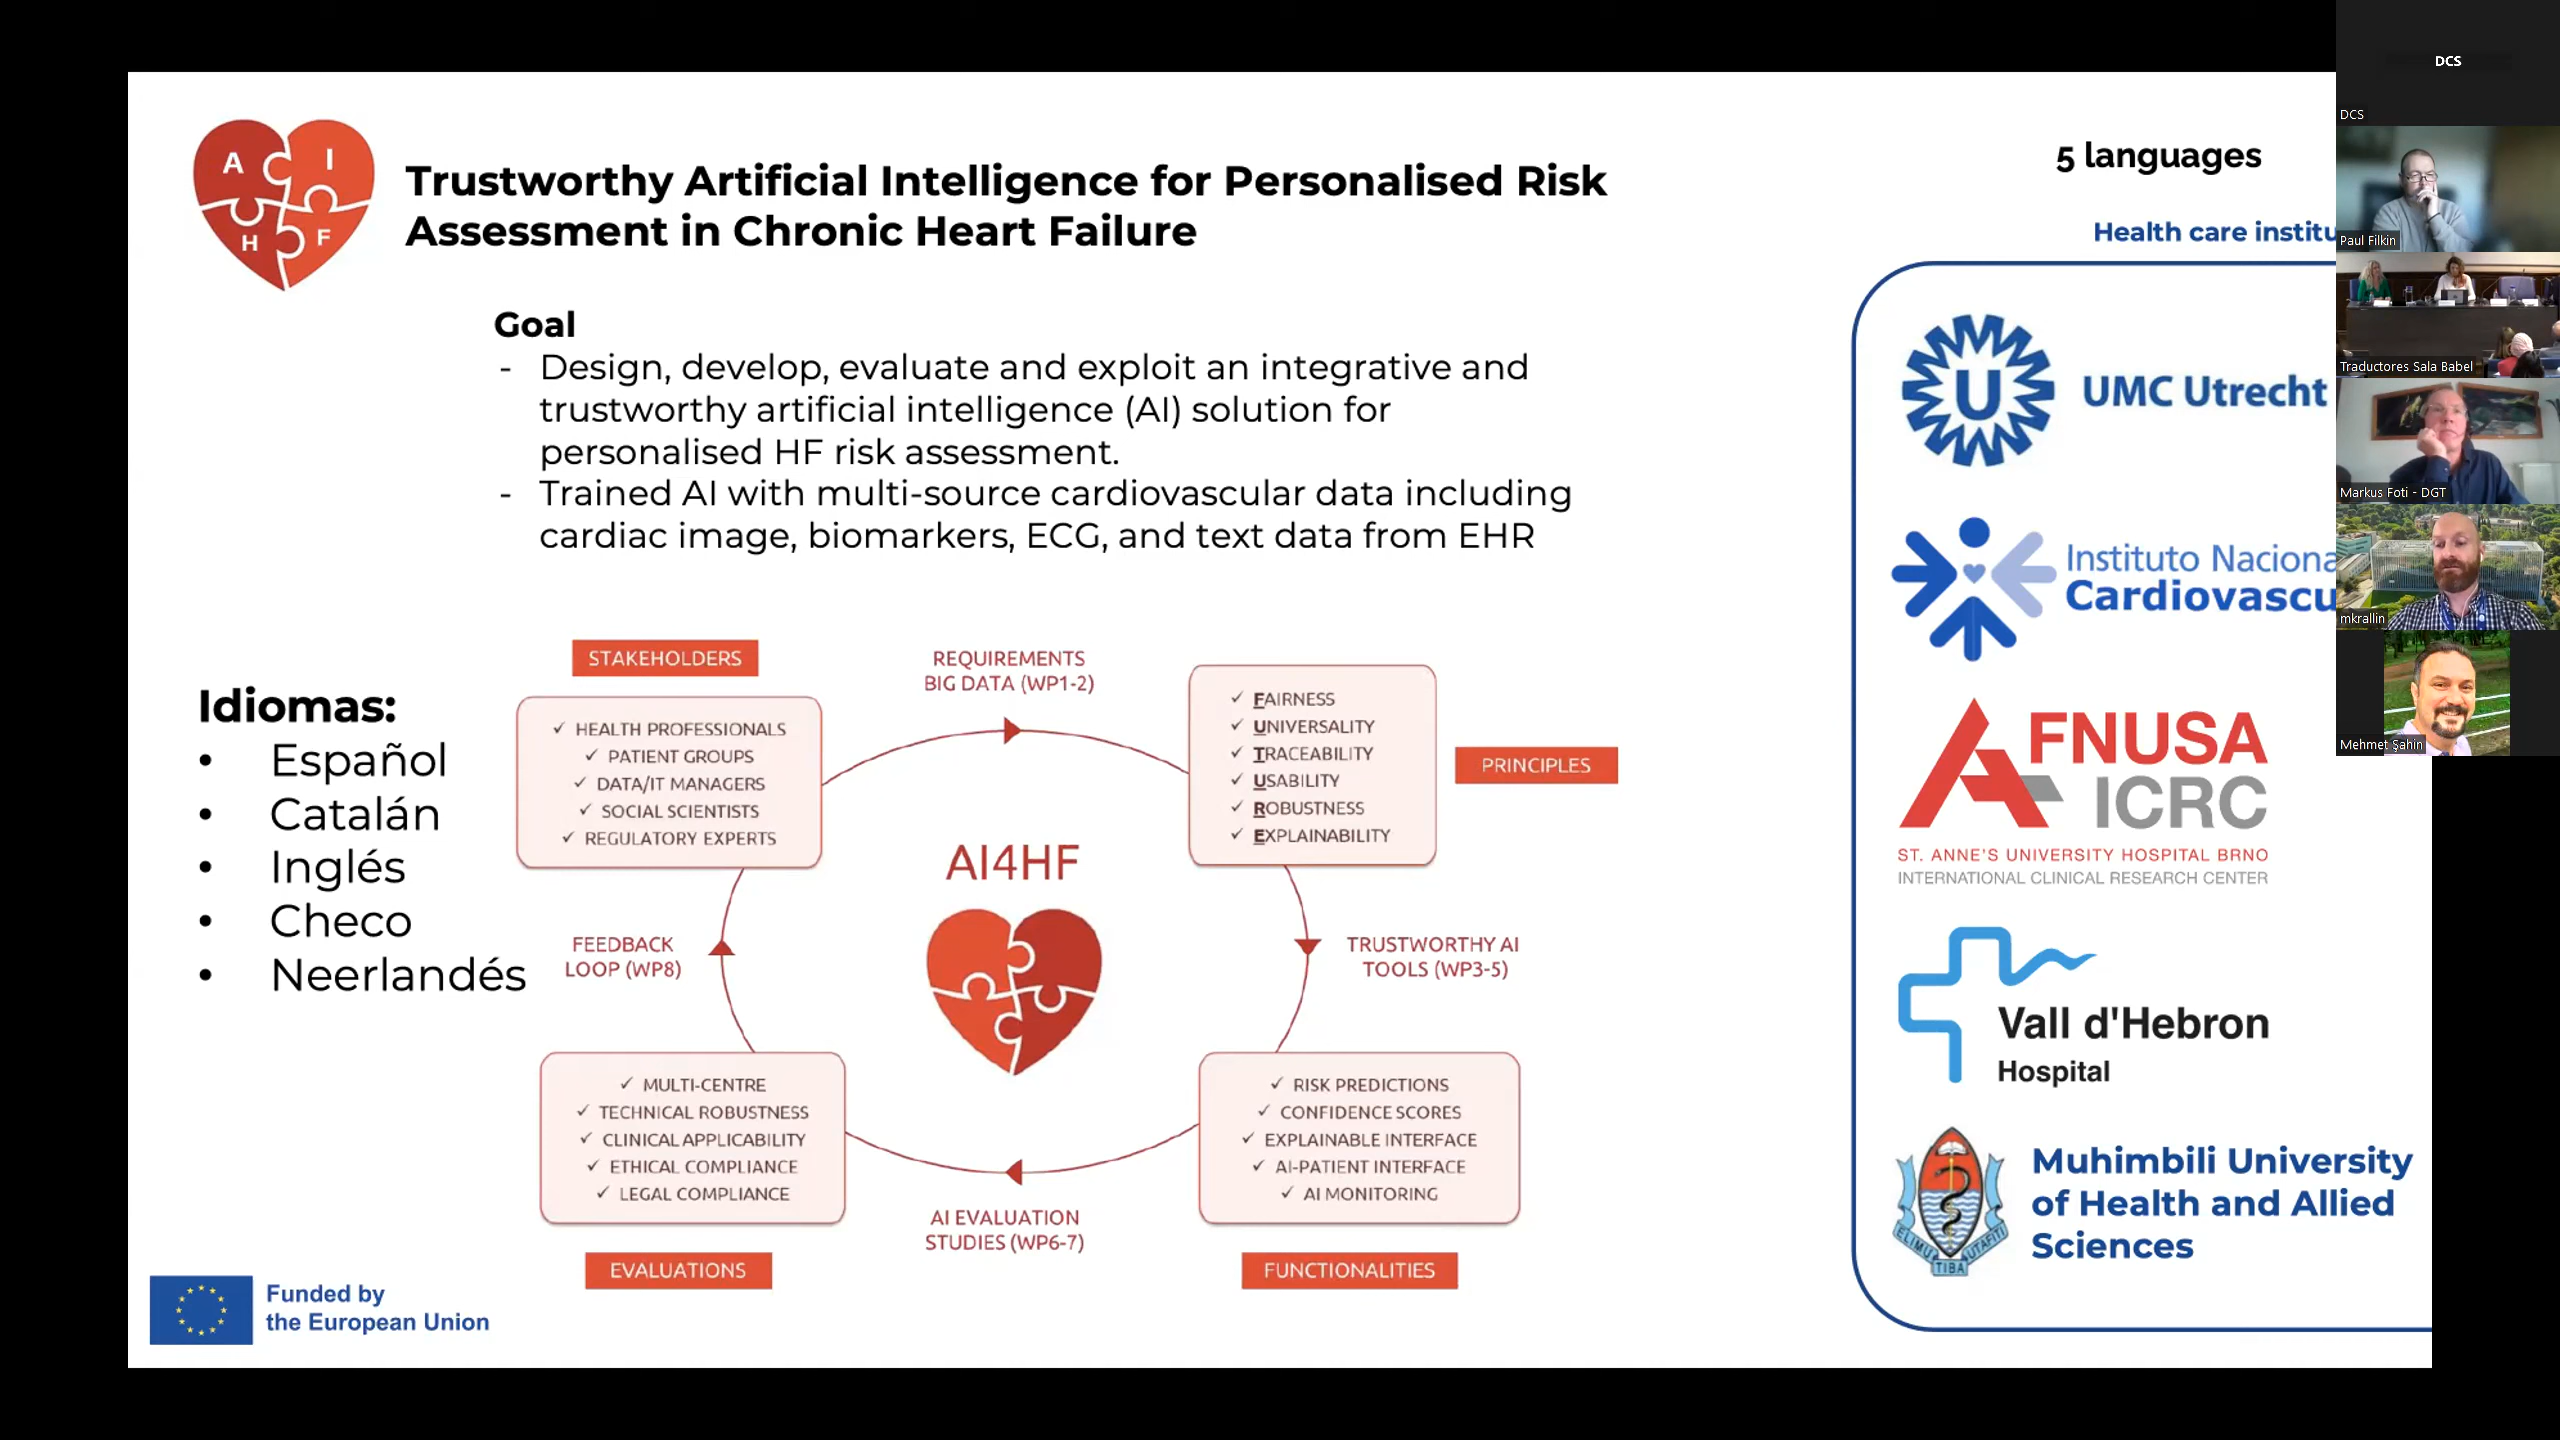 A I
H F
Trustworthy Artificial Intelligence for Personalised Risk
Assessment in Chronic Heart Failure
Goal
- Design, develop, evaluate and exploit an integrative and
trustworthy artificial intelligence (AI) solution for
personalised HF risk assessment.
- Trained AI with multi-source cardiovascular data including
cardiac image, biomarkers, ECG, and text data from EHR
Idiomas:
• Español
• Catalán
• Inglés
• Checo
• Neerlandés
STAKEHOLDERS
✓ HEALTH PROFESSIONALS
✓ PATIENT GROUPS
✓ DATA/IT MANAGERS
✓ SOCIAL SCIENTISTS
✓ REGULATORY EXPERTS
REQUIREMENTS
BIG DATA (WP1-2)
✓ FAIRNESS
✓ UNIVERSALITY
✓ TRACEABILITY
✓ USABILITY
✓ ROBUSTNESS
✓ EXPLAINABILITY
PRINCIPLES
AI4HF
FEEDBACK
LOOP (WP8)
TRUSTWORTHY AI
TOOLS (WP3-5)
✓ MULTI-CENTRE
✓ TECHNICAL ROBUSTNESS
✓ CLINICAL APPLICABILITY
✓ ETHICAL COMPLIANCE
✓ LEGAL COMPLIANCE
EVALUATIONS
AI EVALUATION
STUDIES (WP6-7)
✓ RISK PREDICTIONS
✓ CONFIDENCE SCORES
✓ EXPLAINABLE INTERFACE
✓ AI-PATIENT INTERFACE
✓ AI MONITORING
FUNCTIONALITIES
Funded by
the European Union
5 languages
Health care institu
U
UMC Utrecht
Instituto Naciona
Cardiovascu
FNUSA
ICRC
ST. ANNE'S UNIVERSITY HOSPITAL BRNO
INTERNATIONAL CLINICAL RESEARCH CENTER
Vall d'Hebron
Hospital
ELIMU TIBA UTAFITI
Muhimbili University
of Health and Allied
Sciences
DCS
DCS
Paul Filkin
Traductores Sala Babel
Markus Foti - DGT
mkrallin
Mehmet Şahin